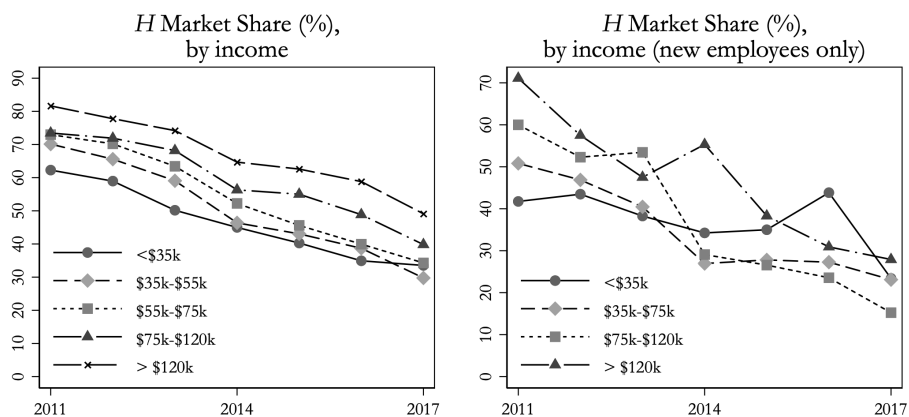 H Market Share (%),
by income
90
80
70
60
50
40
30
20
10
0
<$35k
$35k-$55k
$55k-$75k
$75k-$120k
> $120k
2011 2014 2017
H Market Share (%),
by income (new employees only)
70
60
50
40
30
20
10
0
<$35k
$35k-$75k
$75k-$120k
> $120k
2011 2014 2017